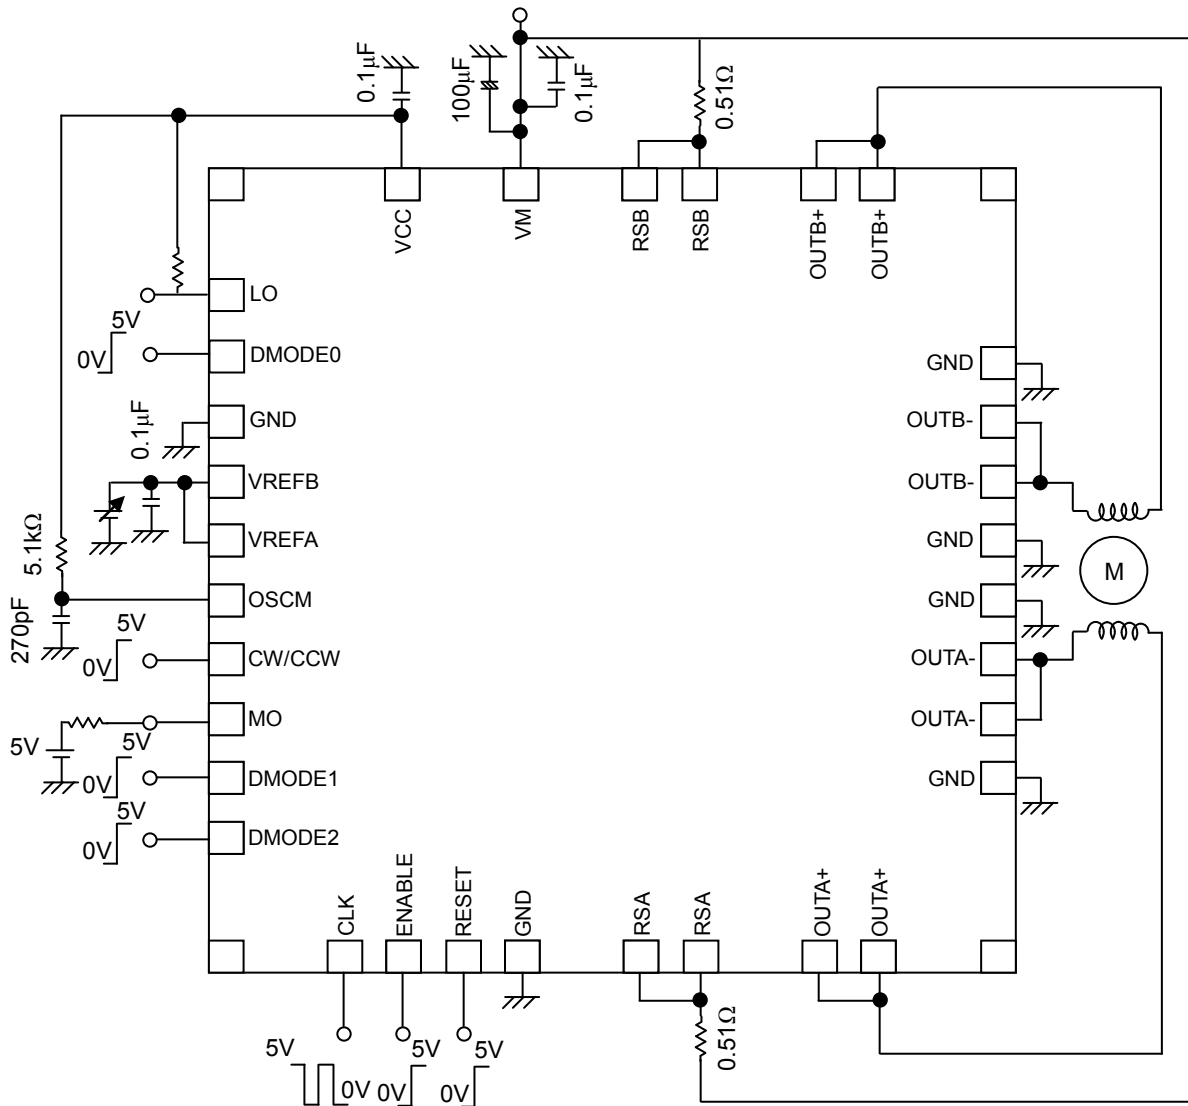 0.1µF
100µF
0.1µF
0.51Ω
VCC
VM
RSB
RSB
OUTB+
OUTB+
LO
5V
0V
DMODE0
GND
0.1µF
VREFB
VREFA
5.1kΩ
OSCM
270pF
5V
0V
CW/CCW
MO
5V
5V
0V
DMODE1
5V
0V
DMODE2
GND
OUTB-
OUTB-
GND
M
GND
OUTA-
OUTA-
GND
CLK
ENABLE
RESET
GND
RSA
RSA
OUTA+
OUTA+
0.51Ω
5V
0V
5V
0V
5V
0V